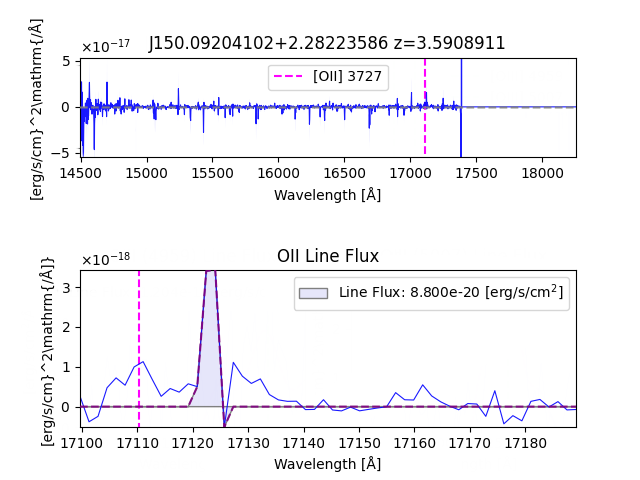 J150.09204102+2.28223586 z=3.5908911
×10⁻¹⁷
[erg/s/cm}^2\mathrm{/Å]
5
0
−5
[OII] 3727
14500 15000 15500 16000 16500 17000 17500 18000
Wavelength [Å]
OII Line Flux
×10⁻¹⁸
[erg/s/cm}^2\mathrm{/Å]}
3
2
1
0
Line Flux: 8.800e-20 [erg/s/cm²]
17100 17110 17120 17130 17140 17150 17160 17170 17180
Wavelength [Å]